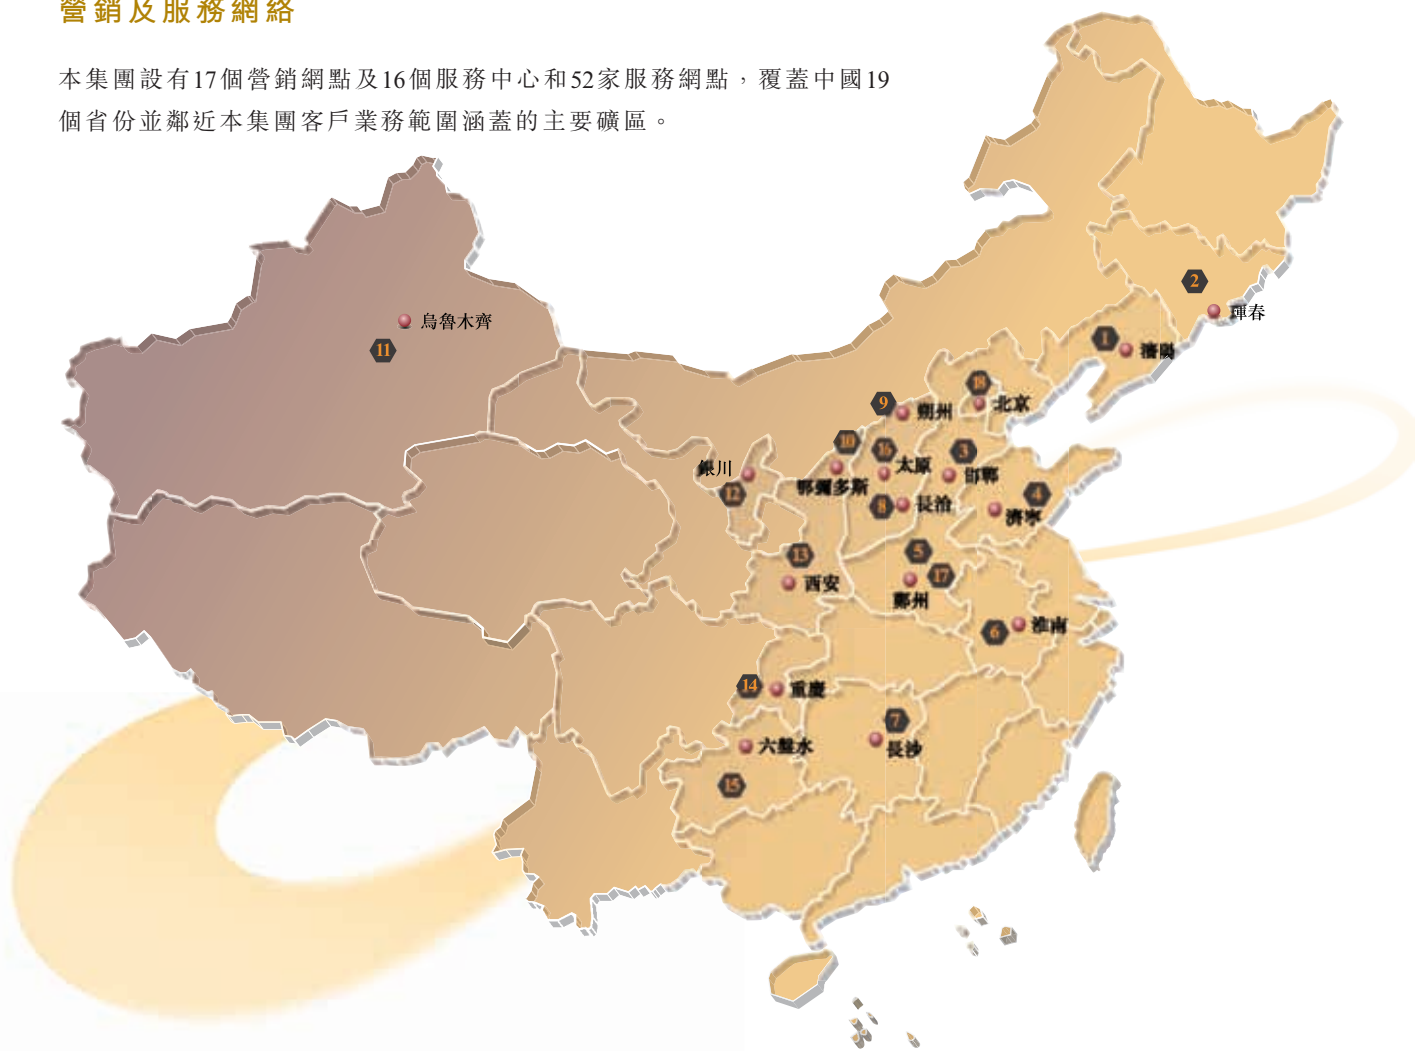 營銷及服務網絡
本集團設有17個營銷網點及16個服務中心和52家服務網點，覆蓋中國19
個省份並鄰近本集團客戶業務範圍涵蓋的主要礦區。
2
琿春
烏魯木齊
11
1
瀋陽
18
北京
9
朔州
10
16
3
太原
銀川
邯鄲
鄂爾多斯
12
4
8
長治
濟寧
13
5
17
西安
鄭州
6
淮南
14
重慶
7
六盤水
長沙
15